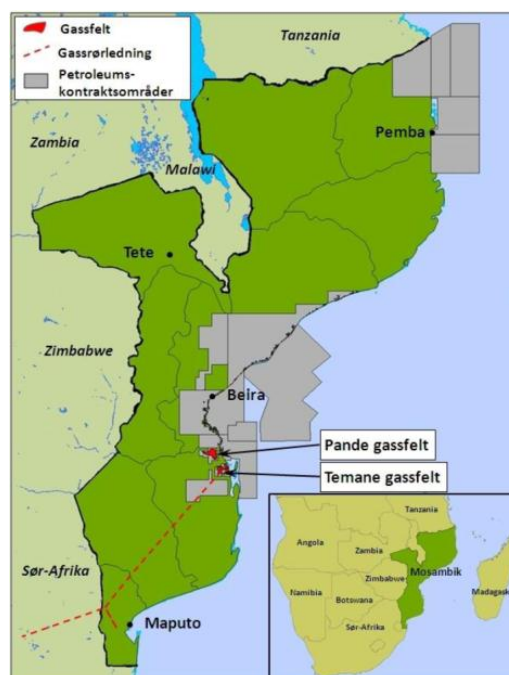 Gassfelt
Gassrørledning
Petroleums-
kontraktsområder
Tanzania
Pemba
Zambia
Malawi
Tete
Zimbabwe
Beira
Pande gassfelt
Temane gassfelt
Sør-Afrika
Maputo
Tanzania
Angola
Zambia
Mosambik
Zimbabwe
Namibia
Botswana
Madagask
Sør-Afrika